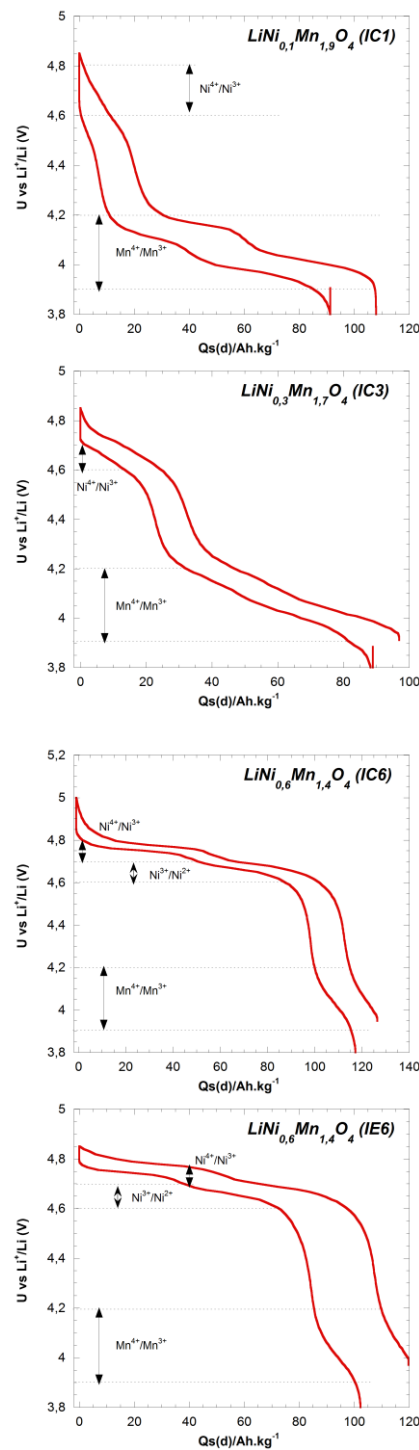 LiNi0,1Mn1,9O4 (IC1)
5
4,8
4,6
4,4
4,2
4
3,8
U vs Li+/Li (V)
Ni4+/Ni3+
Mn4+/Mn3+
0 20 40 60 80 100 120
Qs(d)/Ah.kg-1
LiNi0,3Mn1,7O4 (IC3)
5
4,8
4,6
4,4
4,2
4
3,8
U vs Li+/Li (V)
Ni4+/Ni3+
Mn4+/Mn3+
0 20 40 60 80 100
Qs(d)/Ah.kg-1
LiNi0,6Mn1,4O4 (IC6)
5,2
5
4,8
4,6
4,4
4,2
4
3,8
U vs Li+/Li (V)
Ni4+/Ni3+
Ni3+/Ni2+
Mn4+/Mn3+
0 20 40 60 80 100 120 140
Qs(d)/Ah.kg-1
LiNi0,6Mn1,4O4 (IE6)
5
4,8
4,6
4,4
4,2
4
3,8
U vs Li+/Li (V)
Ni4+/Ni3+
Ni3+/Ni2+
Mn4+/Mn3+
0 20 40 60 80 100 120
Qs(d)/Ah.kg-1